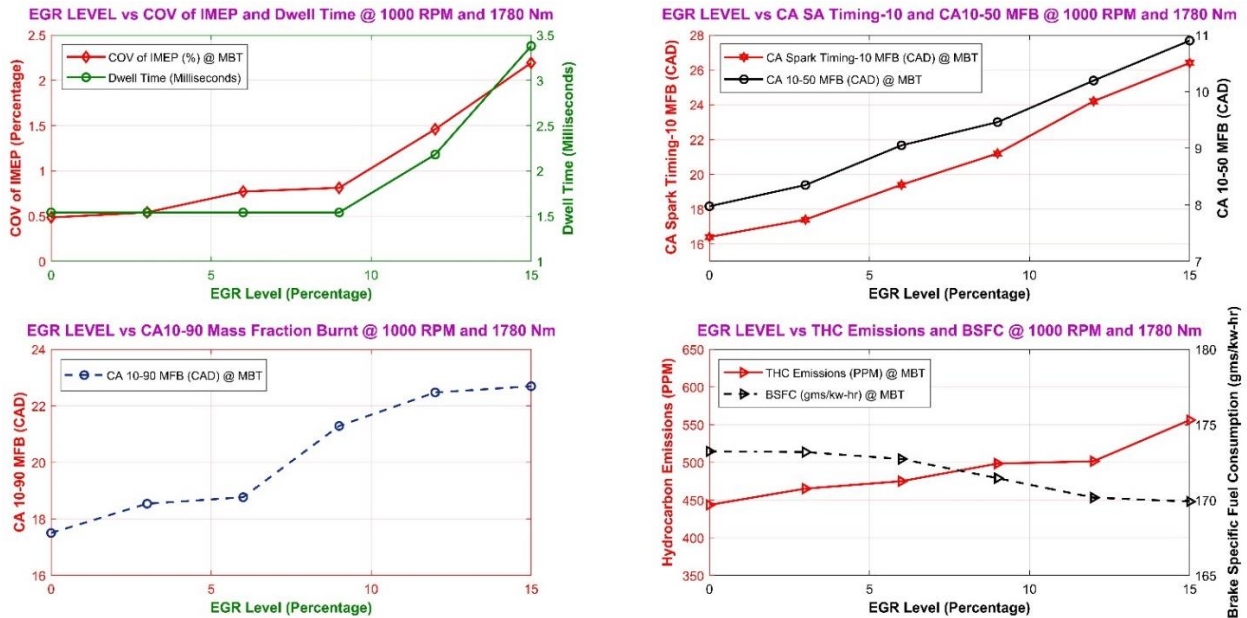 EGR LEVEL vs COV of IMEP and Dwell Time @ 1000 RPM and 1780 Nm
COV of IMEP (Percentage)
2.5
2
1.5
1
0.5
0
COV of IMEP (%) @ MBT
Dwell Time (Milliseconds)
3.5
3
2.5
2
1.5
1
Dwell Time (Milliseconds)
0 5 10 15
EGR Level (Percentage)
EGR LEVEL vs CA SA Timing-10 and CA10-50 MFB @ 1000 RPM and 1780 Nm
CA Spark Timing-10 MFB (CAD)
28
26
24
22
20
18
16
CA Spark Timing-10 MFB (CAD) @ MBT
CA 10-50 MFB (CAD) @ MBT
11
10
9
8
7
CA 10-50 MFB (CAD)
0 5 10 15
EGR Level (Percentage)
EGR LEVEL vs CA10-90 Mass Fraction Burnt @ 1000 RPM and 1780 Nm
CA 10-90 MFB (CAD)
24
22
20
18
16
CA 10-90 MFB (CAD) @ MBT
0 5 10 15
EGR Level (Percentage)
EGR LEVEL vs THC Emissions and BSFC @ 1000 RPM and 1780 Nm
Hydrocarbon Emissions (PPM)
650
600
550
500
450
400
350
THC Emissions (PPM) @ MBT
BSFC (gms/kw-hr) @ MBT
180
175
170
165
Brake Specific Fuel Consumption (gms/kw-hr)
0 5 10 15
EGR Level (Percentage)